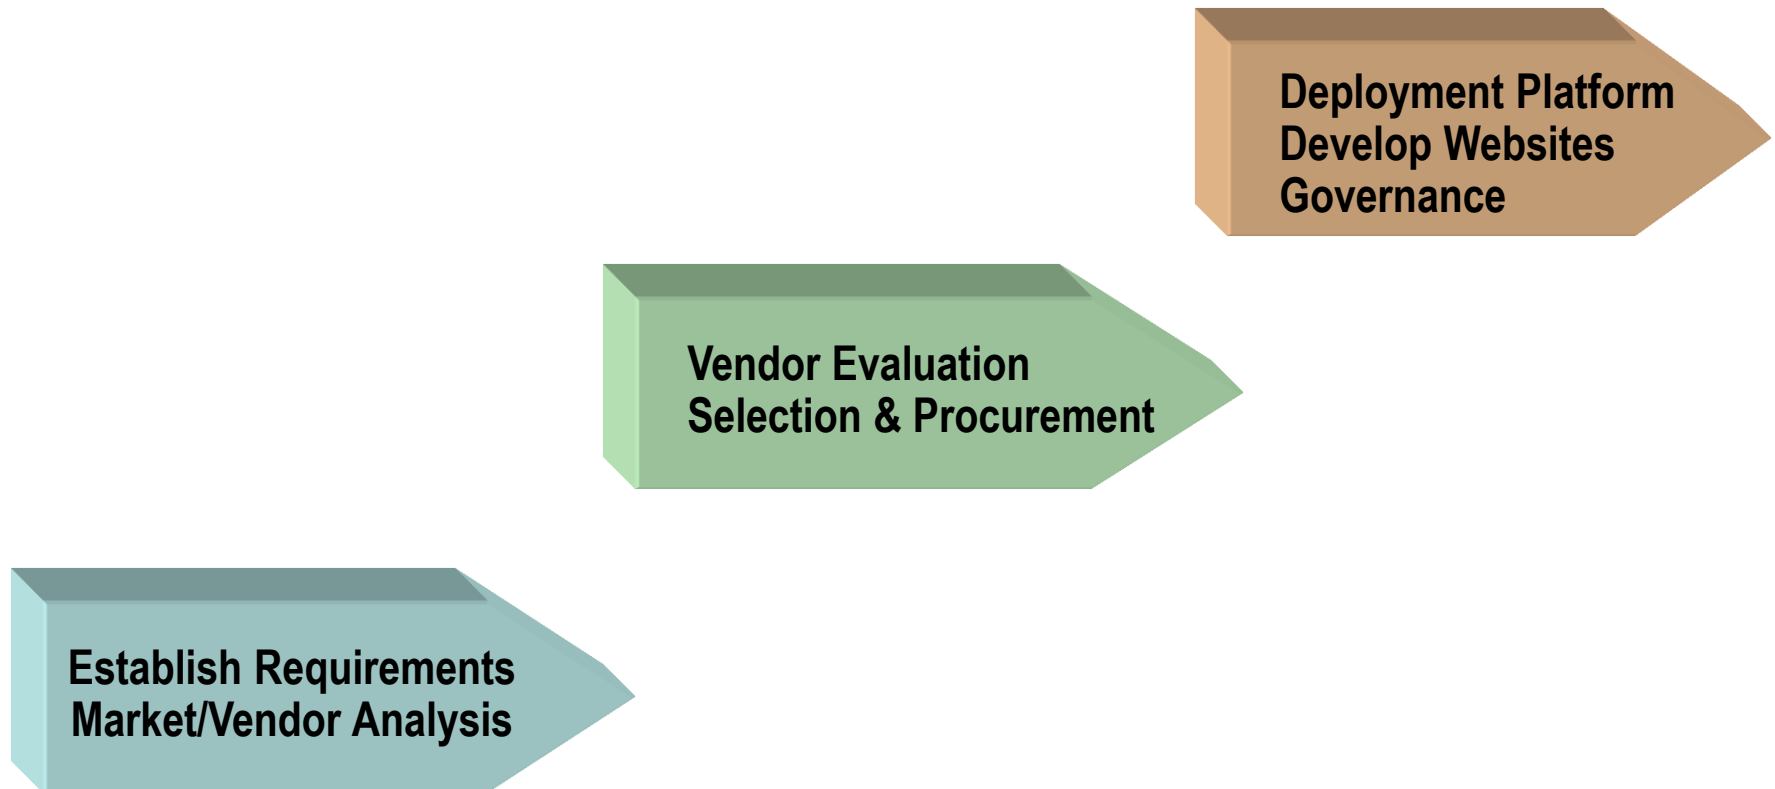 Deployment Platform
Develop Websites
Governance
Vendor Evaluation
Selection & Procurement
Establish Requirements
Market/Vendor Analysis